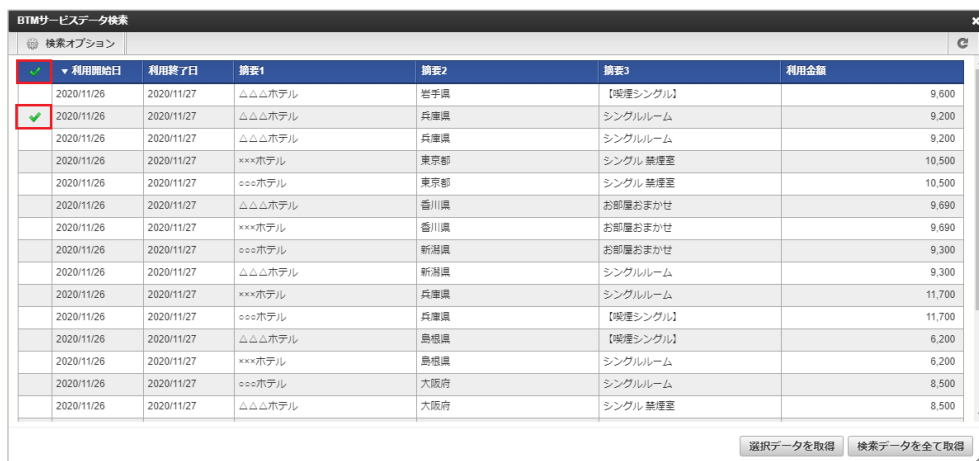 BTMサービスデータ検索
検索オプション
▼ 利用開始日 利用終了日 摘要1 摘要2 摘要3 利用金額
2020/11/26 2020/11/27 △△△ホテル 岩手県 【喫煙シングル】 9,600
2020/11/26 2020/11/27 △△△ホテル 兵庫県 シングルルーム 9,200
2020/11/26 2020/11/27 △△△ホテル 兵庫県 シングルルーム 9,200
2020/11/26 2020/11/27 ×××ホテル 東京都 シングル 禁煙室 10,500
2020/11/26 2020/11/27 ○○○ホテル 東京都 シングル 禁煙室 10,500
2020/11/26 2020/11/27 △△△ホテル 香川県 お部屋おまかせ 9,690
2020/11/26 2020/11/27 ×××ホテル 香川県 お部屋おまかせ 9,690
2020/11/26 2020/11/27 ○○○ホテル 新潟県 お部屋おまかせ 9,300
2020/11/26 2020/11/27 △△△ホテル 新潟県 シングルルーム 9,300
2020/11/26 2020/11/27 ×××ホテル 兵庫県 シングルルーム 11,700
2020/11/26 2020/11/27 ○○○ホテル 兵庫県 【喫煙シングル】 11,700
2020/11/26 2020/11/27 △△△ホテル 島根県 【喫煙シングル】 6,200
2020/11/26 2020/11/27 ×××ホテル 島根県 シングルルーム 6,200
2020/11/26 2020/11/27 ○○○ホテル 大阪府 シングルルーム 8,500
2020/11/26 2020/11/27 △△△ホテル 大阪府 シングル 禁煙室 8,500
選択データを取得 検索データを全て取得